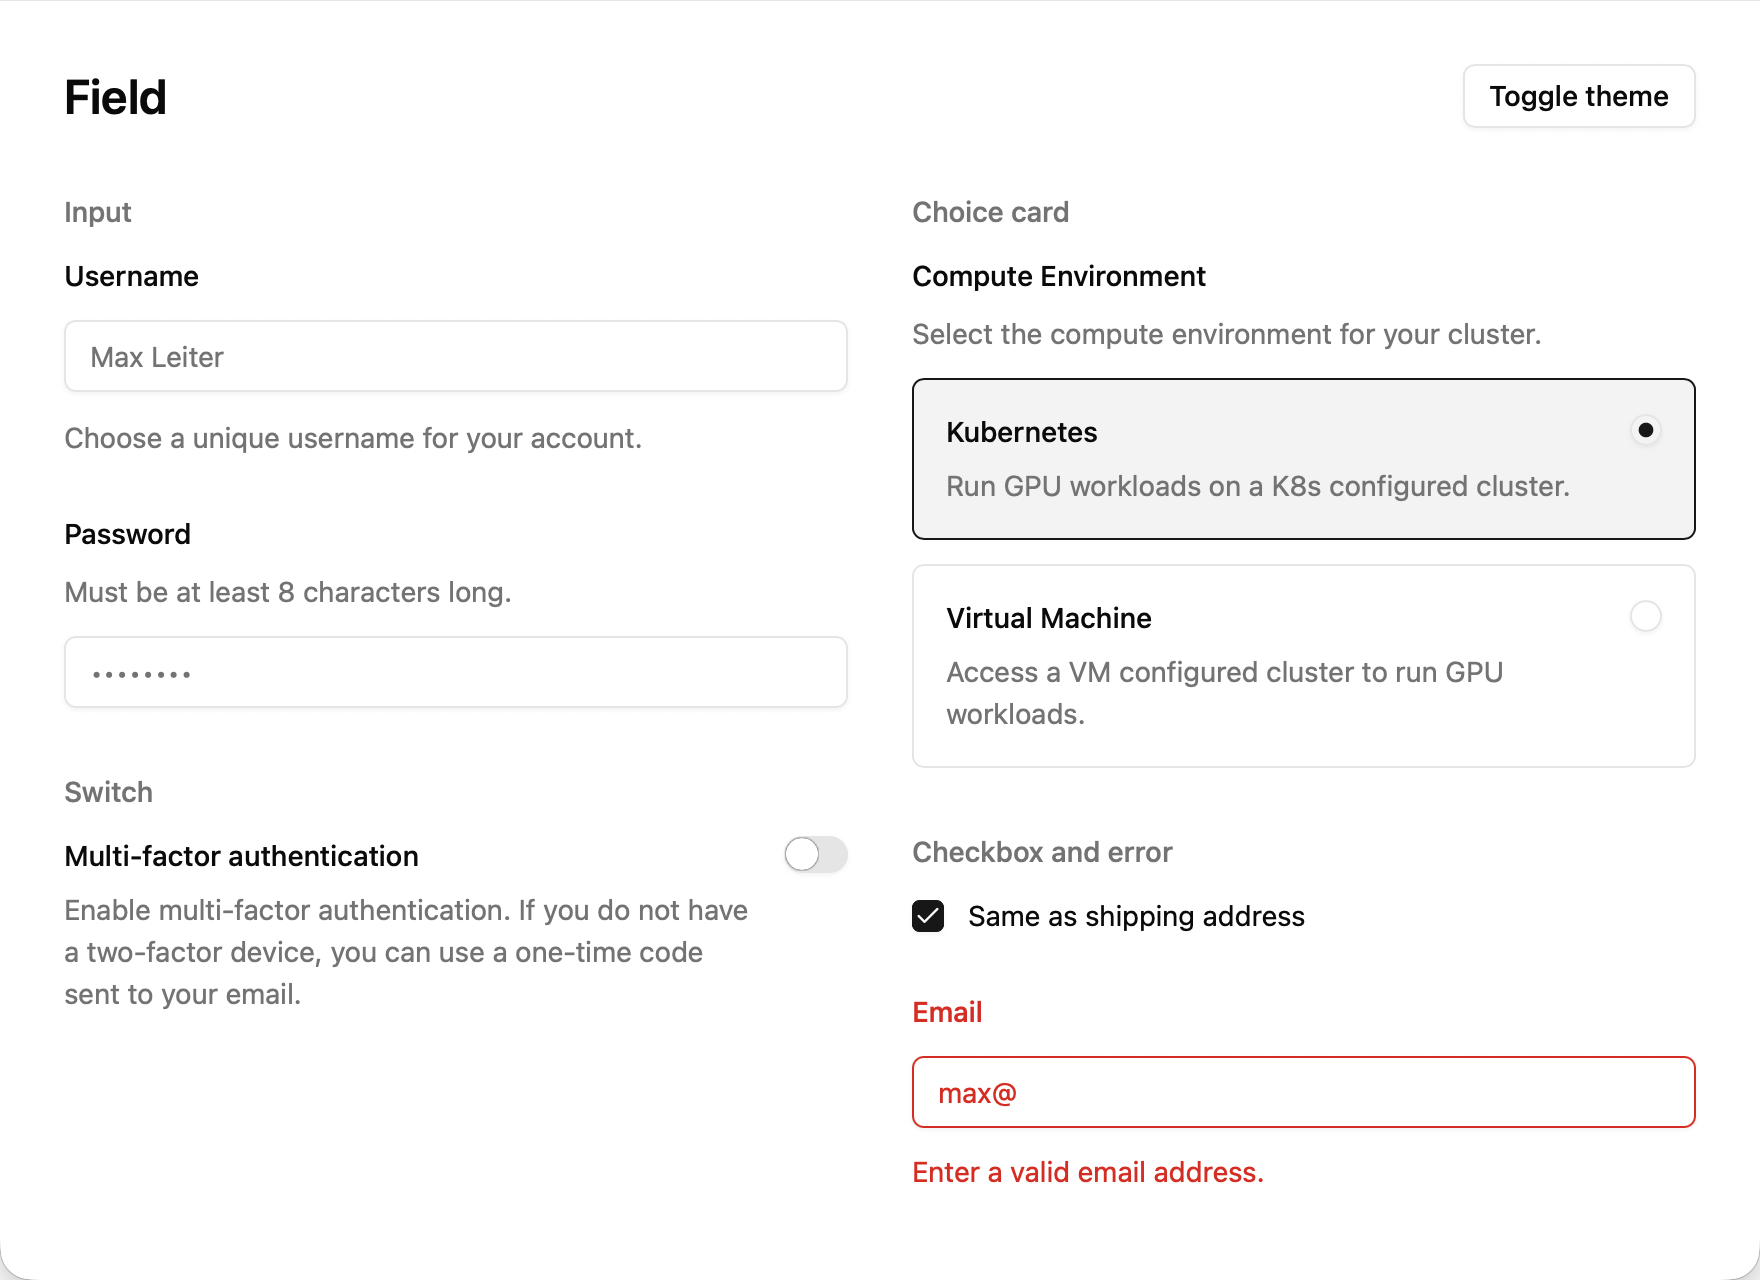 Field
Toggle theme
Input
Username
Max Leiter
Choose a unique username for your account.
Password
Must be at least 8 characters long.
••••••••
Switch
Multi-factor authentication
Enable multi-factor authentication. If you do not have
a two-factor device, you can use a one-time code
sent to your email.
Choice card
Compute Environment
Select the compute environment for your cluster.
Kubernetes
Run GPU workloads on a K8s configured cluster.
Virtual Machine
Access a VM configured cluster to run GPU
workloads.
Checkbox and error
Same as shipping address
Email
max@
Enter a valid email address.